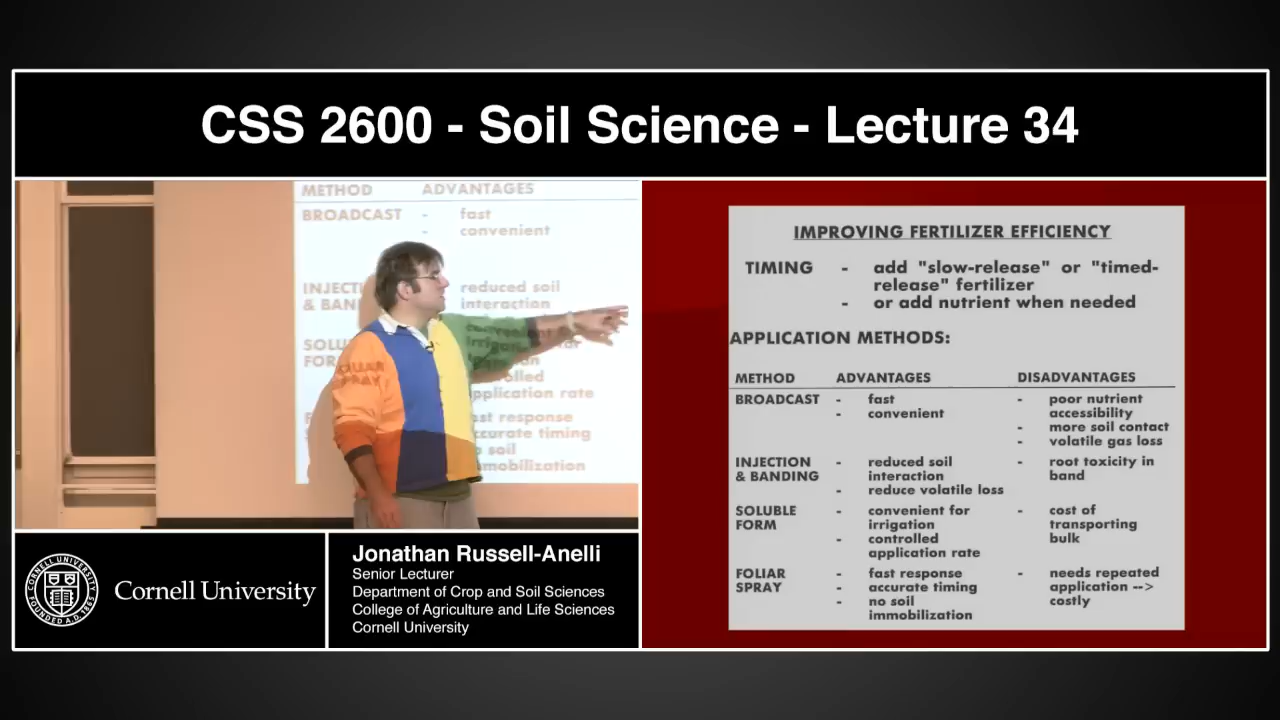 CSS 2600 - Soil Science - Lecture 34
METHOD ADVANTAGES
BROADCAST - fast
- convenient
reduced soil
interaction
controlled
application rate
accurate timing
IMPROVING FERTILIZER EFFICIENCY
TIMING - add "slow-release" or "timed-
release" fertilizer
- or add nutrient when needed
APPLICATION METHODS:
METHOD ADVANTAGES DISADVANTAGES
BROADCAST - fast - poor nutrient
- convenient accessibility
- more soil contact
- volatile gas loss
INJECTION - reduced soil - root toxicity in
& BANDING interaction band
- reduce volatile loss
SOLUBLE - convenient for - cost of
FORM irrigation transporting
- controlled bulk
application rate
FOLIAR - fast response - needs repeated
SPRAY - accurate timing application -->
- no soil costly
immobilization
CORNELL UNIVERSITY
FOUNDED A.D. 1865
Cornell University
Jonathan Russell-Anelli
Senior Lecturer
Department of Crop and Soil Sciences
College of Agriculture and Life Sciences
Cornell University